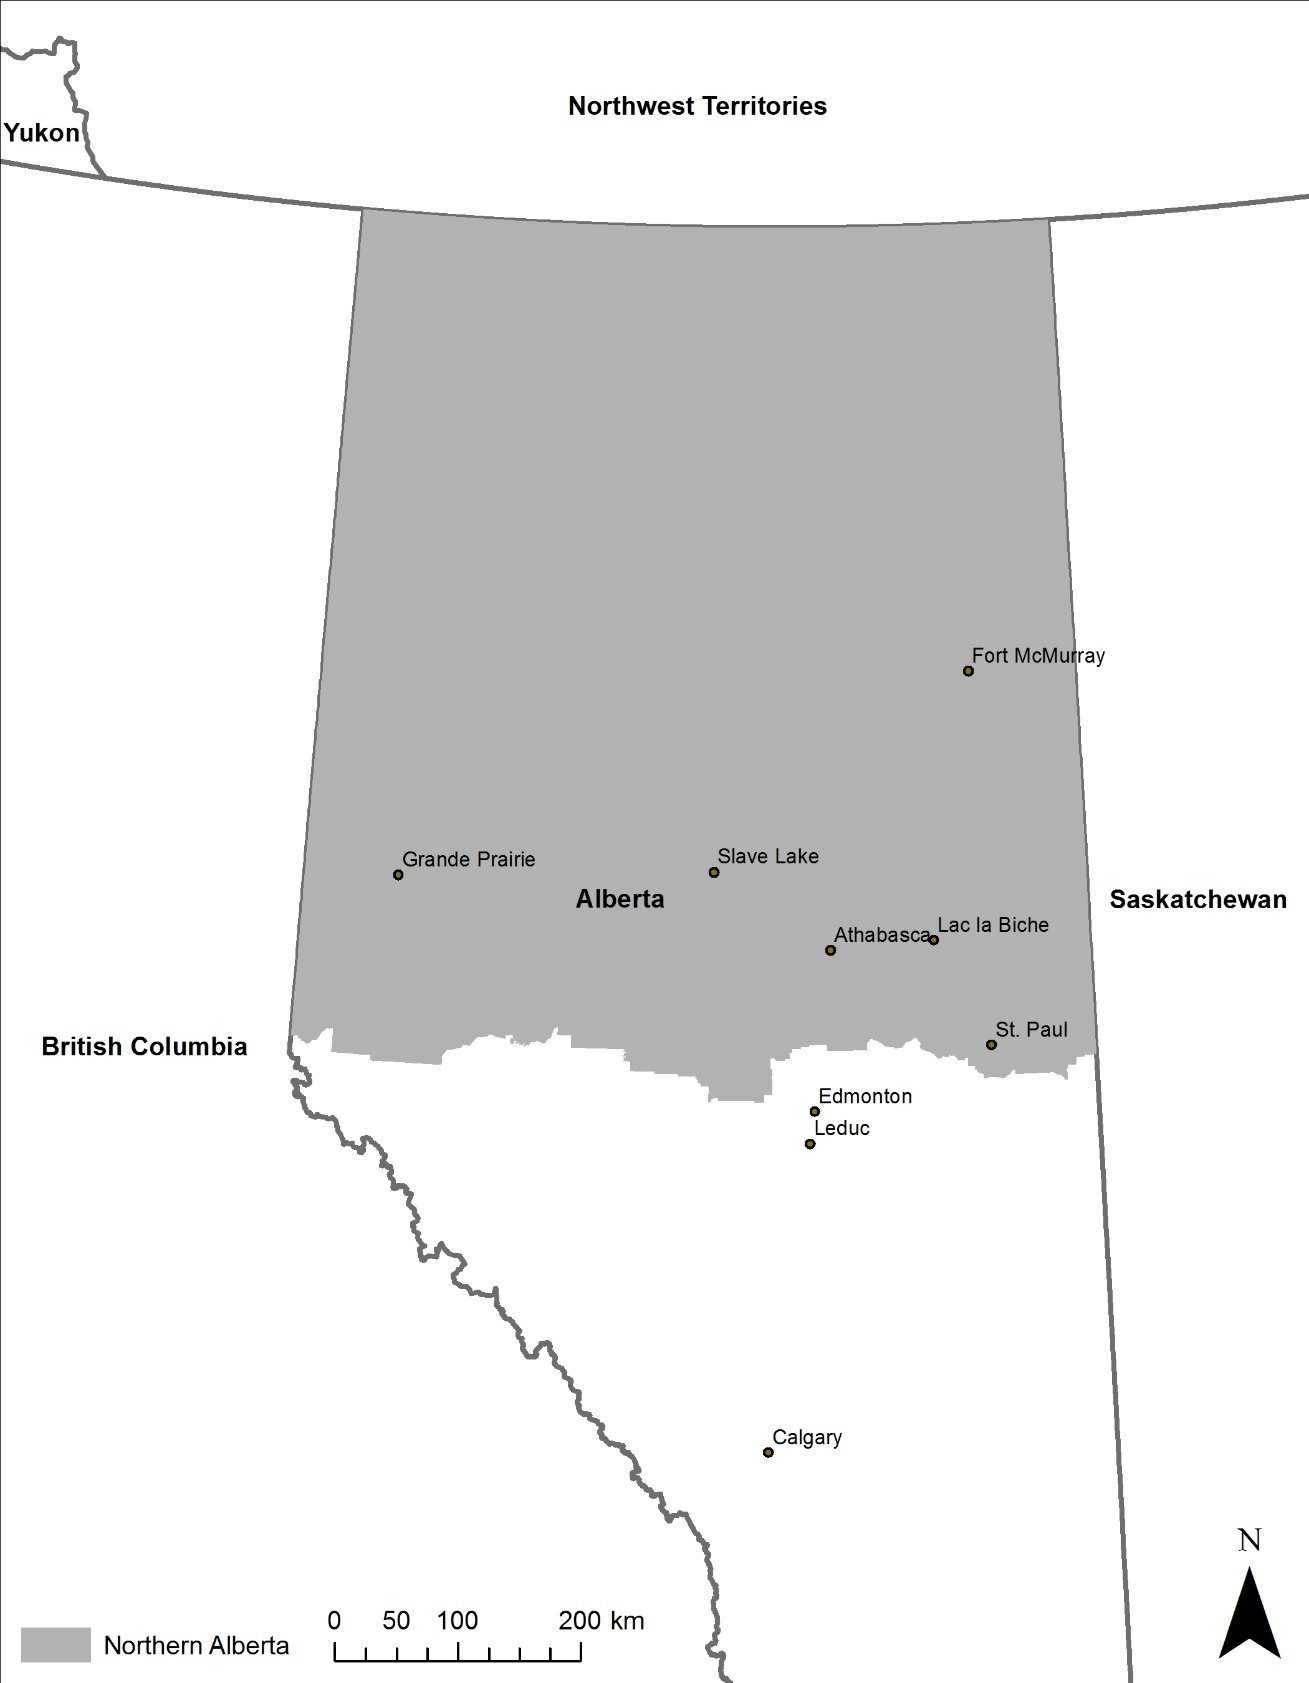 Northwest Territories
Yukon
Fort McMurray
Grande Prairie
Slave Lake
Alberta
Saskatchewan
Athabasca
Lac la Biche
St. Paul
British Columbia
Edmonton
Leduc
Calgary
N
0 50 100 200 km
Northern Alberta